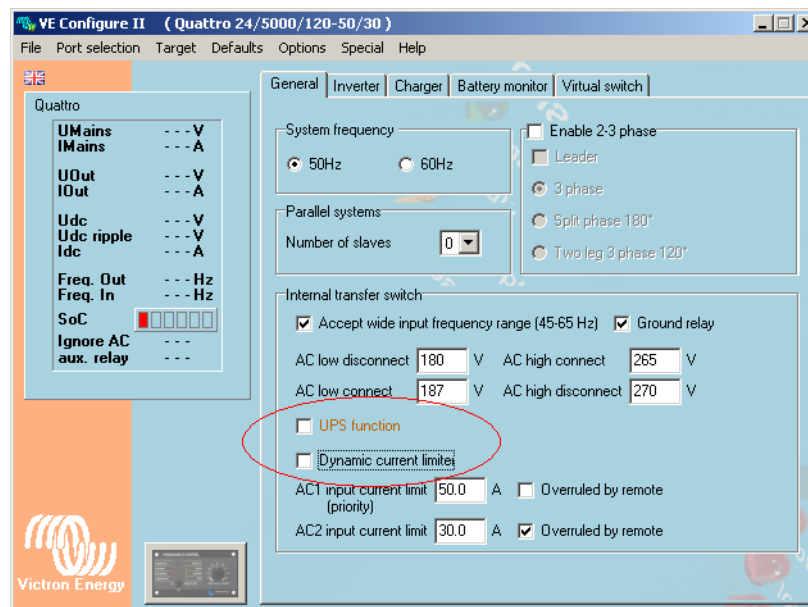 VE Configure II ( Quattro 24/5000/120-50/30 )
File Port selection Target Defaults Options Special Help
General Inverter Charger Battery monitor Virtual switch
Quattro
UMains - - - V
IMains - - - A
UOut - - - V
IOut - - - A
Udc - - - V
Udc ripple - - - V
Idc - - - A
Freq. Out - - - Hz
Freq. In - - - Hz
SoC
Ignore AC - - -
aux. relay - - -
System frequency
50Hz 60Hz
Parallel systems
Number of slaves 0
Enable 2-3 phase
Leader
3 phase
Split phase 180°
Two leg 3 phase 120°
Internal transfer switch
Accept wide input frequency range (45-65 Hz) Ground relay
AC low disconnect 180 V AC high connect 265 V
AC low connect 187 V AC high disconnect 270 V
UPS function
Dynamic current limiter
AC1 input current limit 50.0 A Overruled by remote
(priority)
AC2 input current limit 30.0 A Overruled by remote
Victron Energy